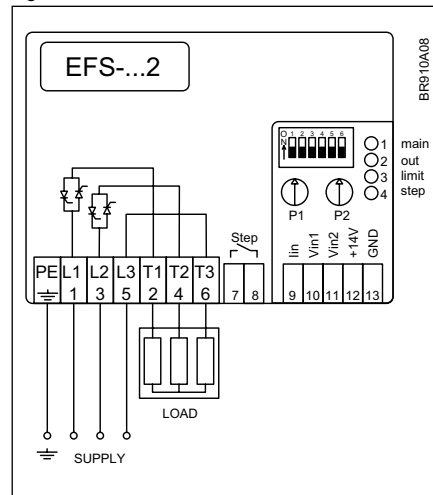 EFS-...2
BR910A08
O
N
1 2 3 4 5 6
1 main
2 out
3 limit
4 step
P1 P2
Step
Iin Vin1 Vin2 +14V GND
PE L1 L2 L3 T1 T2 T3
1 3 5 2 4 6
7 8
9 10 11 12 13
LOAD
SUPPLY